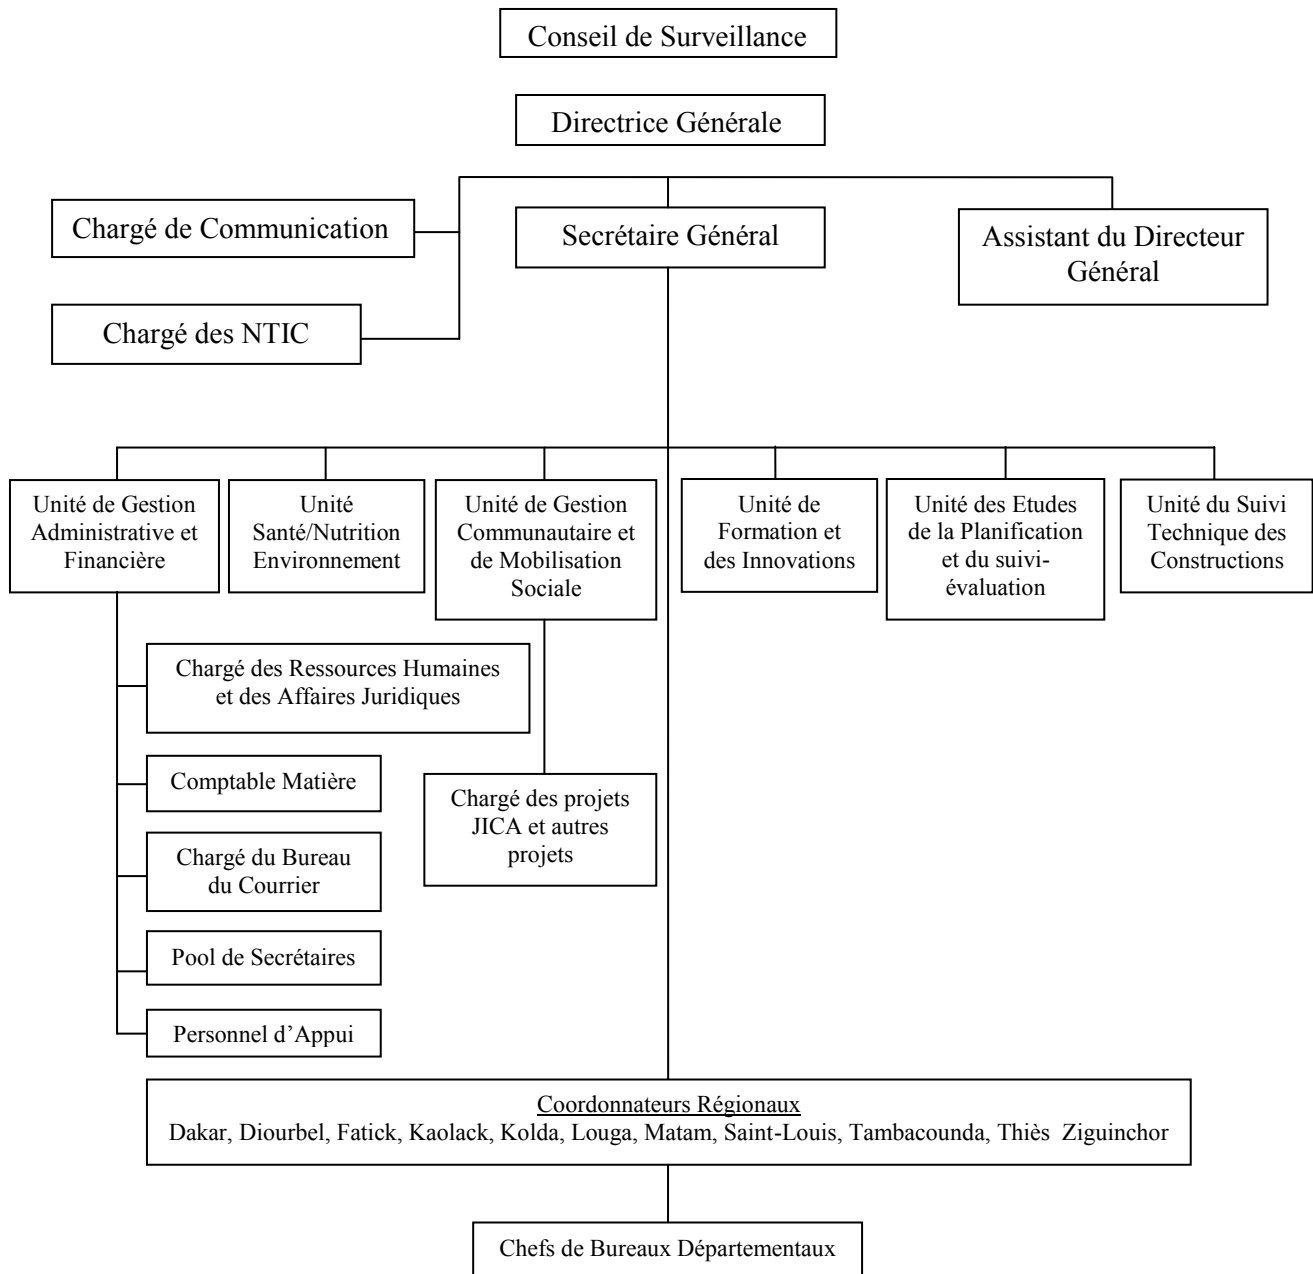 Conseil de Surveillance
Directrice Générale
Chargé de Communication
Secrétaire Général
Assistant du Directeur
Général
Chargé des NTIC
Unité de Gestion
Administrative et
Financière
Unité
Santé/Nutrition
Environnement
Unité de Gestion
Communautaire et
de Mobilisation
Sociale
Unité de
Formation et
des Innovations
Unité des Etudes
de la Planification
et du suivi-
évaluation
Unité du Suivi
Technique des
Constructions
Chargé des Ressources Humaines
et des Affaires Juridiques
Comptable Matière
Chargé des projets
JICA et autres
projets
Chargé du Bureau
du Courrier
Pool de Secrétaires
Personnel d’Appui
Coordonnateurs Régionaux
Dakar, Diourbel, Fatick, Kaolack, Kolda, Louga, Matam, Saint-Louis, Tambacounda, Thiès Ziguinchor
Chefs de Bureaux Départementaux